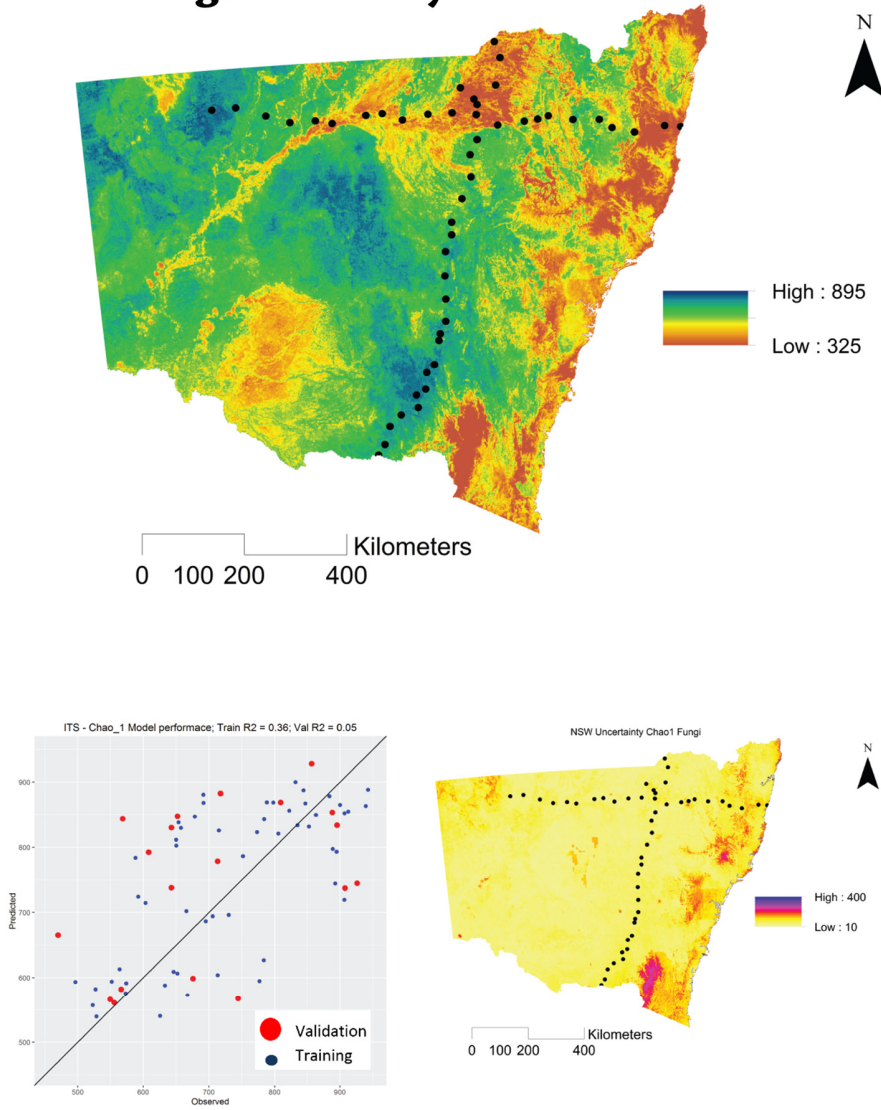 N
High : 895
Low : 325
Kilometers
0 100 200 400
ITS - Chao_1 Model performace; Train R2 = 0.36; Val R2 = 0.05
900
800
700
600
500
Predicted
500 600 700 800 900
Observed
Validation
Training
NSW Uncertainty Chao1 Fungi
N
High : 400
Low : 10
Kilometers
0 100 200 400